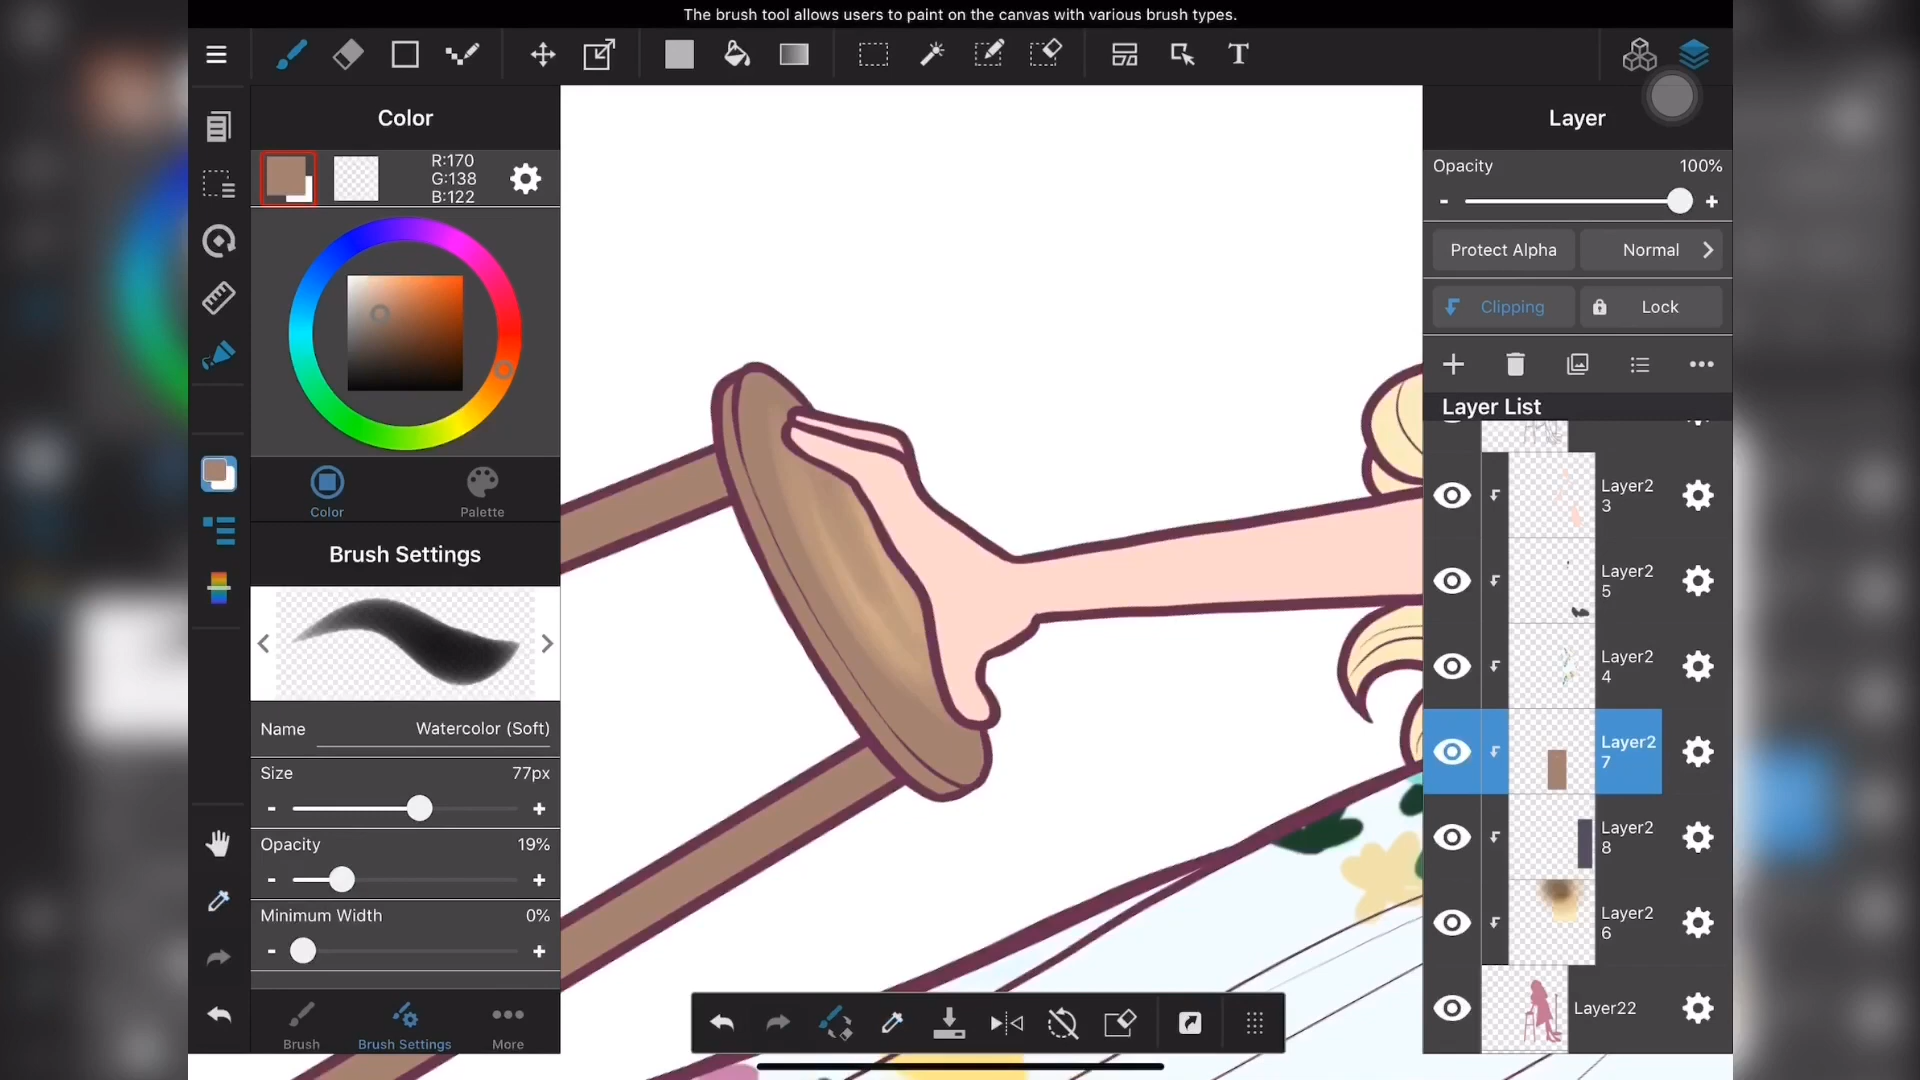 The brush tool allows users to paint on the canvas with various brush types.
T
Color
R:170
G:138
B:122
Color
Palette
Brush Settings
Name Watercolor (Soft)
Size 77px
- +
Opacity 19%
- +
Minimum Width 0%
- +
Brush
Brush Settings
More
Layer
Opacity 100%
- +
Protect Alpha
Normal
Clipping
Lock
Layer List
Layer2
3
Layer2
5
Layer2
4
Layer2
7
Layer2
8
Layer2
6
Layer22